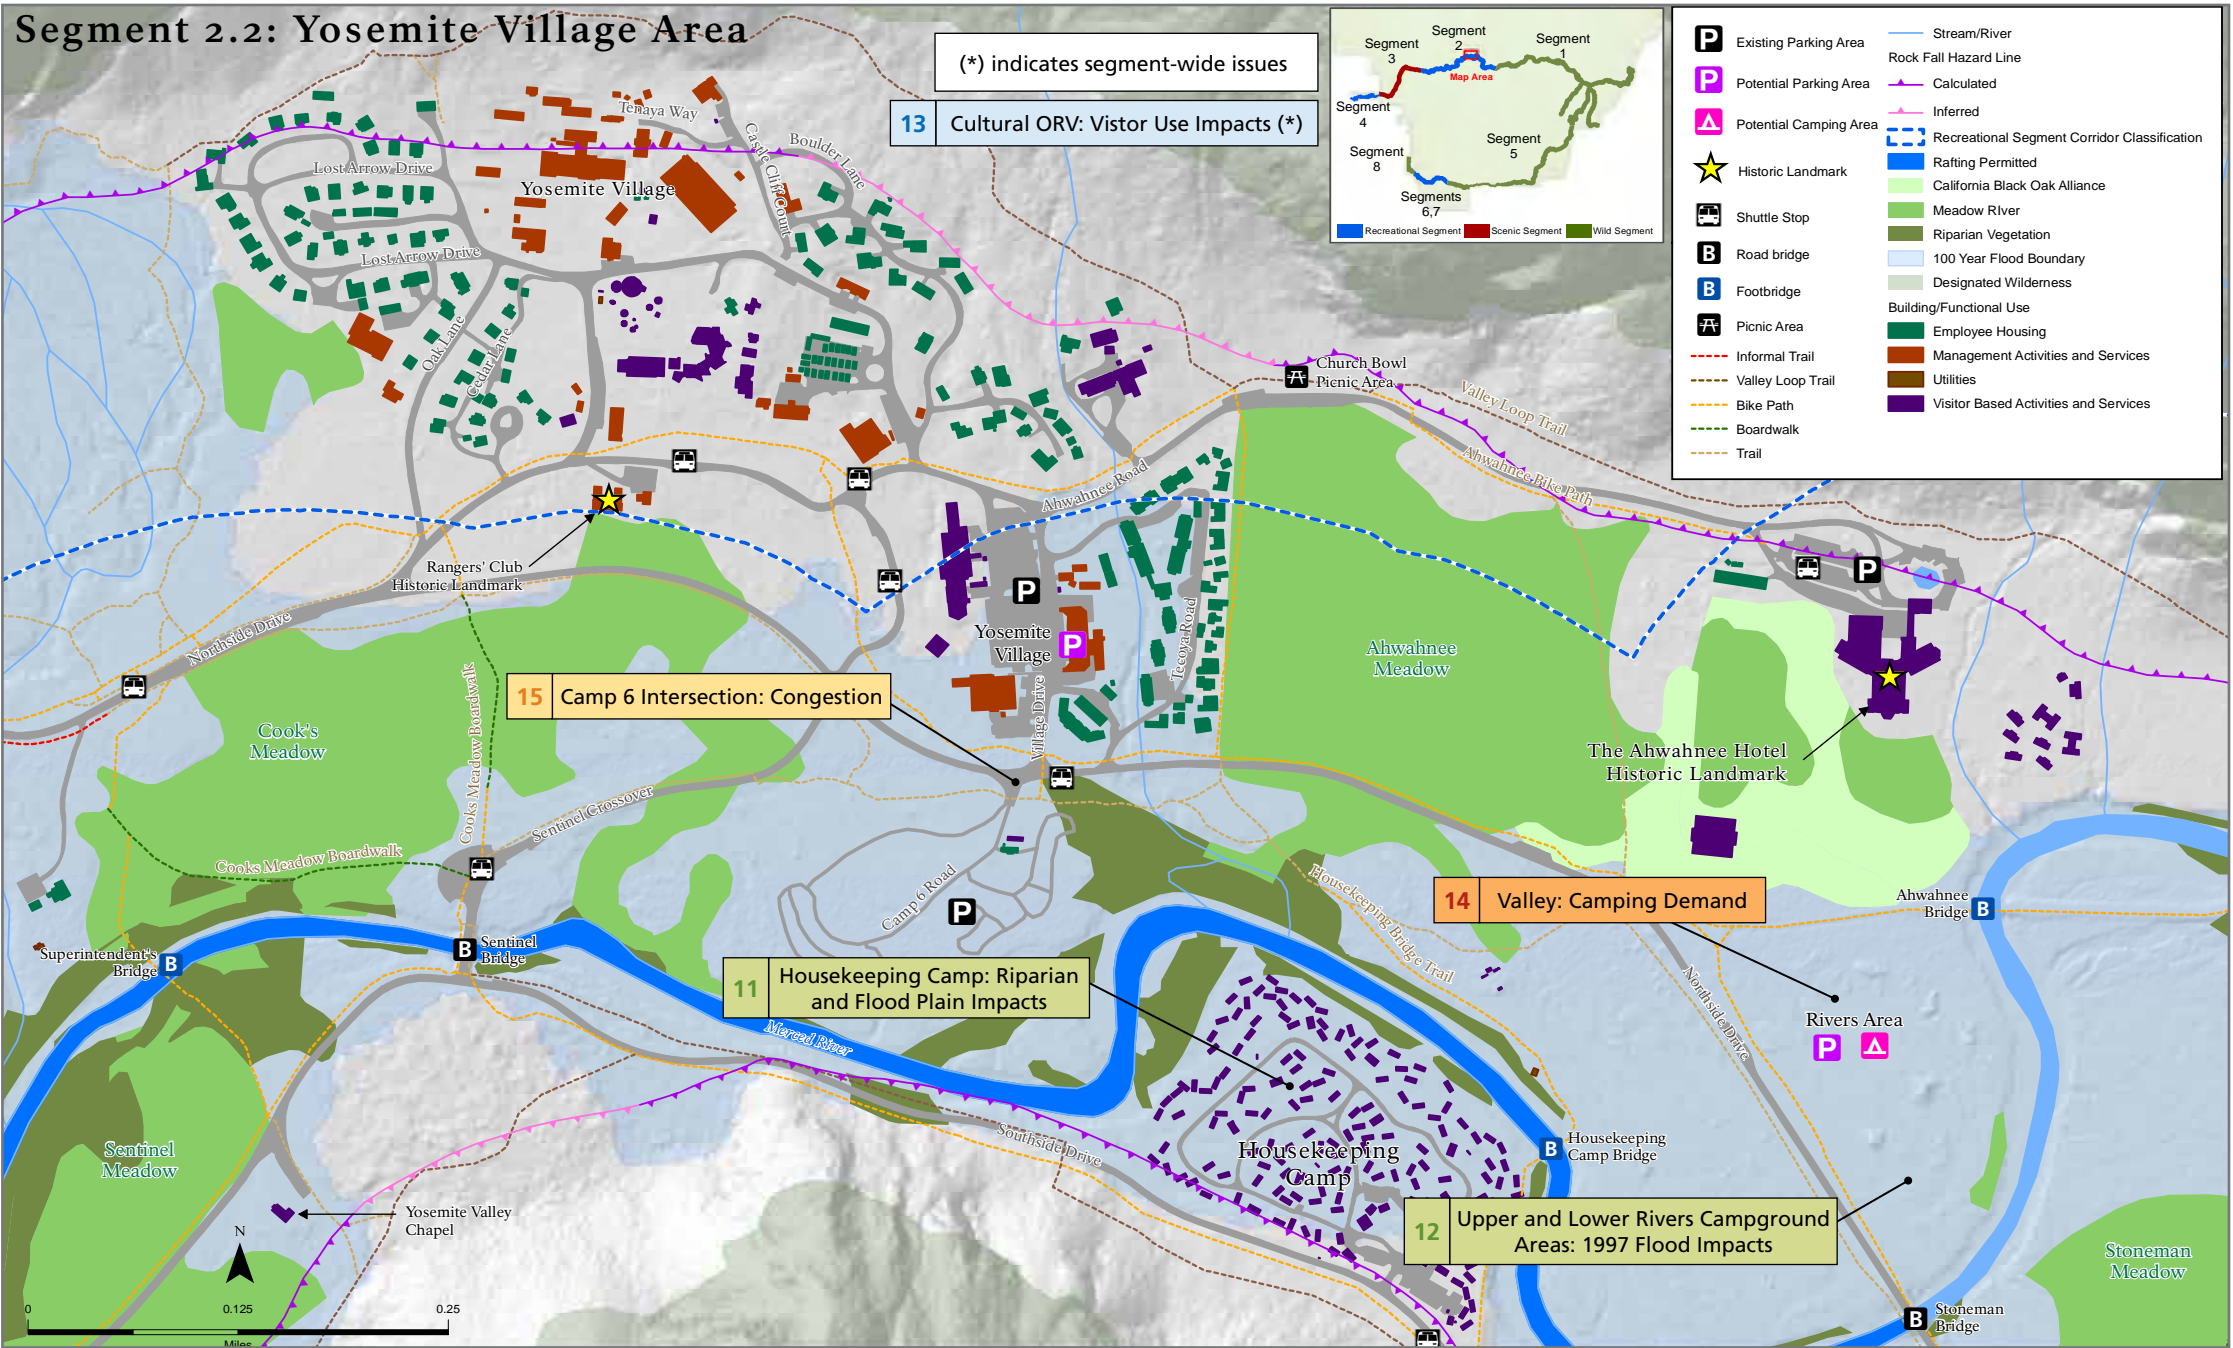 Segment 2.2: Yosemite Village Area
(*) indicates segment-wide issues
13 Cultural ORV: Vistor Use Impacts (*)
Segment
1
Segment
2
Segment
3
Map Area
Segment
4
Segment
5
Segment
8
Segments
6,7
Recreational Segment
Scenic Segment
Wild Segment
P Existing Parking Area
P Potential Parking Area
Potential Camping Area
Historic Landmark
Shuttle Stop
B Road bridge
B Footbridge
Picnic Area
Informal Trail
Valley Loop Trail
Bike Path
Boardwalk
Trail
Stream/River
Rock Fall Hazard Line
Calculated
Inferred
Recreational Segment Corridor Classification
Rafting Permitted
California Black Oak Alliance
Meadow RIver
Riparian Vegetation
100 Year Flood Boundary
Designated Wilderness
Building/Functional Use
Employee Housing
Management Activities and Services
Utilities
Visitor Based Activities and Services
Tenaya Way
Castle Cliff Court
Boulder Lane
Lost Arrow Drive
Yosemite Village
Lost Arrow Drive
Oak Lane
Cedar Lane
Church Bowl
Picnic Area
Valley Loop Trail
Ahwahnee Bike Path
Ahwahnee Road
Rangers' Club
Historic Landmark
P
P
Northside Drive
Yosemite
Village
P
Tecoya Road
Village Drive
Ahwahnee
Meadow
15 Camp 6 Intersection: Congestion
Cook's
Meadow
Cooks Meadow Boardwalk
The Ahwahnee Hotel
Historic Landmark
Sentinel Crossover
Cooks Meadow Boardwalk
Camp 6 Road
P
Housekeeping Bridge Trail
14 Valley: Camping Demand
Ahwahnee
Bridge
B
Superintendent's
Bridge
B
B
Sentinel
Bridge
11 Housekeeping Camp: Riparian
and Flood Plain Impacts
Merced River
Northside Drive
Rivers Area
P
Sentinel
Meadow
Southside Drive
Housekeeping
Camp
B
Housekeeping
Camp Bridge
Yosemite Valley
Chapel
12 Upper and Lower Rivers Campground
Areas: 1997 Flood Impacts
Stoneman
Meadow
B
Stoneman
Bridge
N
0 0.125 0.25
Miles